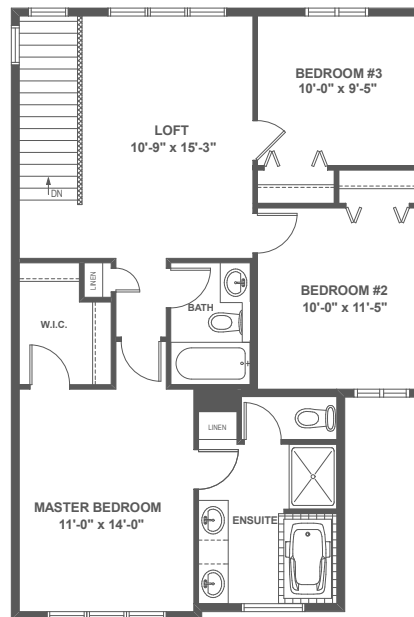 BEDROOM #3
10'-0" x 9'-5"
LOFT
10'-9" x 15'-3"
DN
LINEN
BATH
BEDROOM #2
10'-0" x 11'-5"
W.I.C.
LINEN
MASTER BEDROOM
11'-0" x 14'-0"
ENSUITE